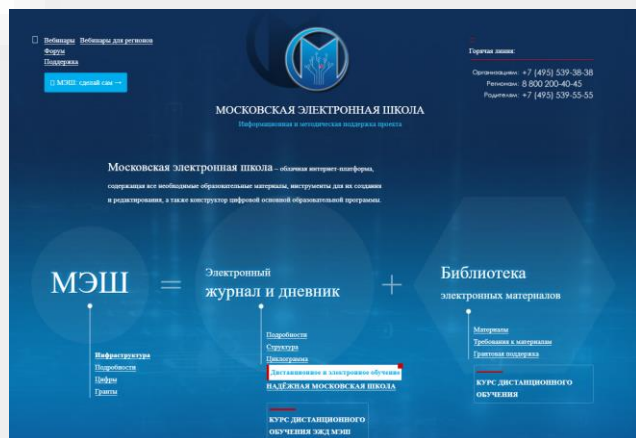 Вебинары Вебинары для регионов
Форум
Поддержка
МЭШ: сделай сам →
Горячая линия:
Организациям: +7 (495) 539-38-38
Регионам: 8 800 200-40-45
Родителям: +7 (495) 539-55-55
МОСКОВСКАЯ ЭЛЕКТРОННАЯ ШКОЛА
Информационная и методическая поддержка проекта
Московская электронная школа – облачная интернет-платформа,
содержащая все необходимые образовательные материалы, инструменты для их создания
и редактирования, а также конструктор цифровой основной образовательной программы.
МЭШ =
Электронный
журнал и дневник
+
Библиотека
электронных материалов
Инфраструктура
Подробности
Цифры
Гранты
Подробности
Структура
Циклограмма
Дистанционное и электронное обучение
НАДЁЖНАЯ МОСКОВСКАЯ ШКОЛА
КУРС ДИСТАНЦИОННОГО
ОБУЧЕНИЯ ЭЖД МЭШ
Материалы
Требования к материалам
Грантовая поддержка
КУРС ДИСТАНЦИОННОГО
ОБУЧЕНИЯ